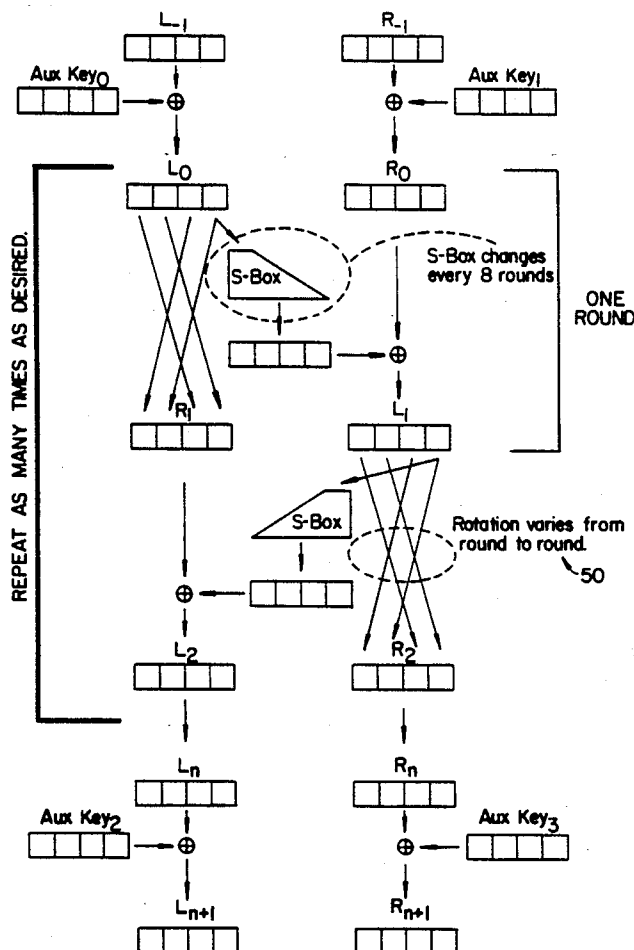 L-1
R-1
Aux Key0
Aux Key1
L0
R0
S-Box
S-Box changes
every 8 rounds
ONE
ROUND
REPEAT AS MANY TIMES AS DESIRED.
R1
L1
S-Box
Rotation varies from
round to round.
50
L2
R2
Ln
Rn
Aux Key2
Aux Key3
Ln+1
Rn+1